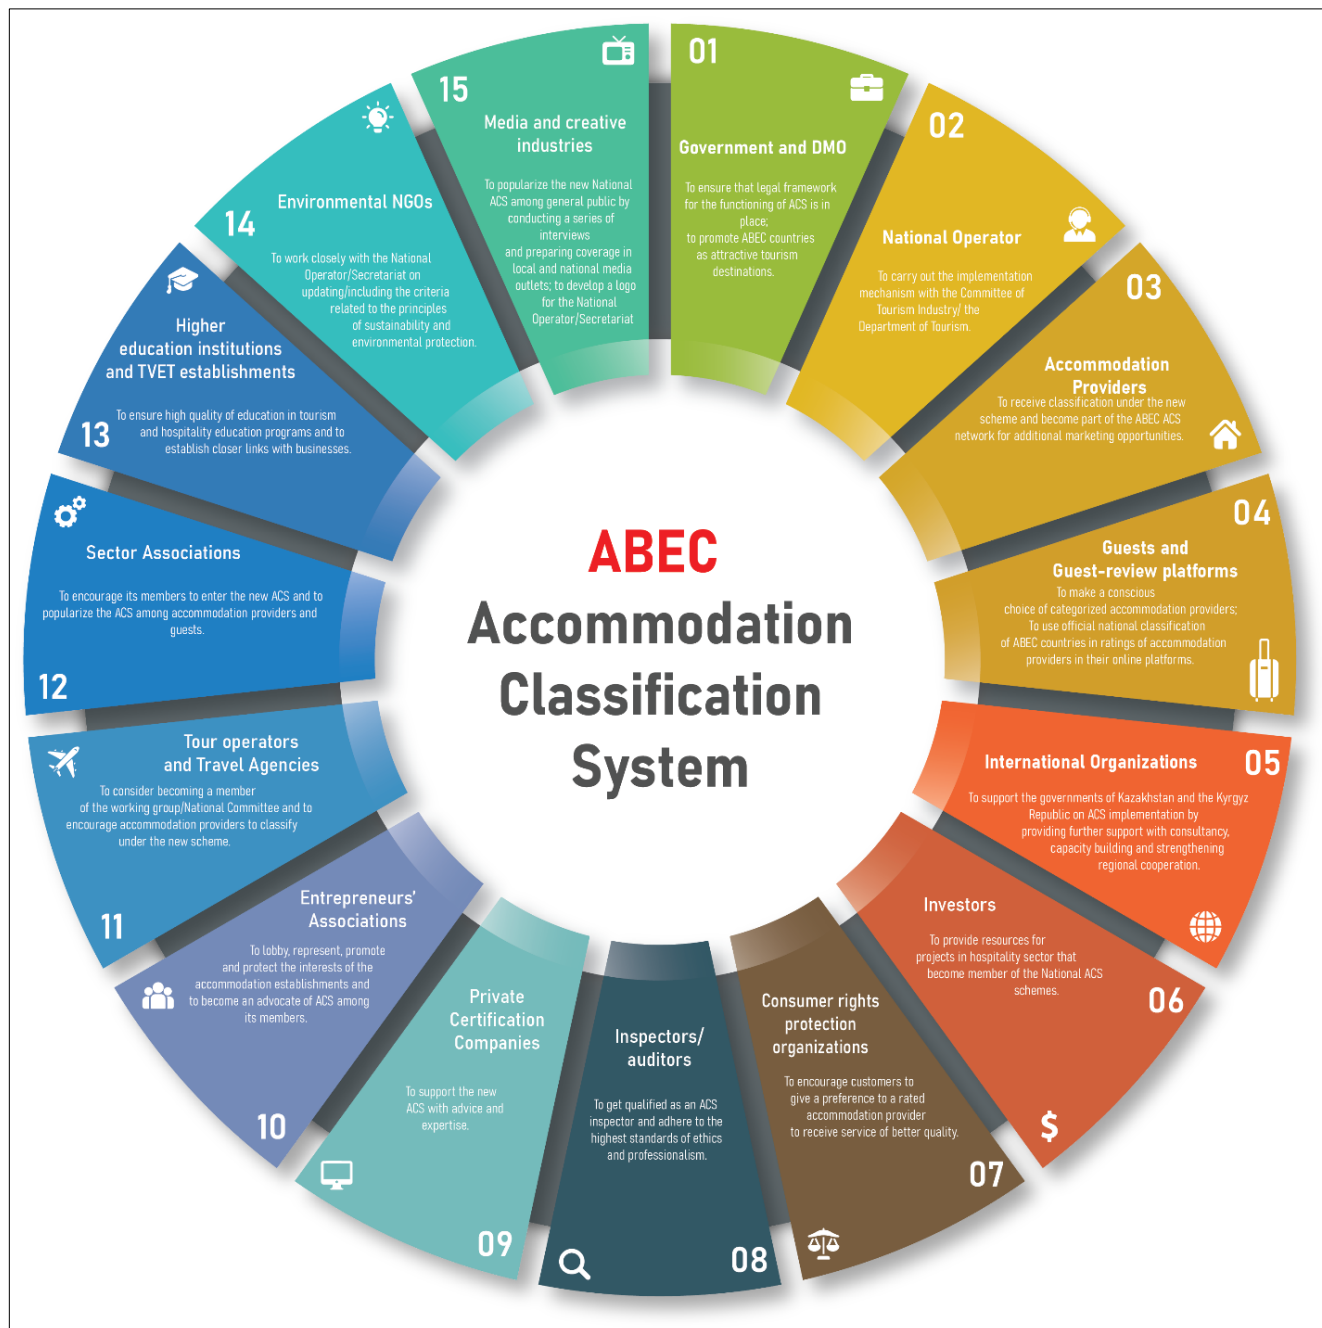 ABEC
Accommodation
Classification
System
01
Government and DMO
To ensure that legal framework
for the functioning of ACS is in
place;
to promote ABEC countries
as attractive tourism
destinations.
02
National Operator
To carry out the implementation
mechanism with the Committee of
Tourism Industry/ the
Department of Tourism.
03
Accommodation
Providers
To receive classification under the new
scheme and become part of the ABEC ACS
network for additional marketing opportunities.
04
Guests and
Guest-review platforms
To make a conscious
choice of categorized accommodation providers;
To use official national classification
of ABEC countries in ratings of accommodation
providers in their online platforms.
05
International Organizations
To support the governments of Kazakhstan and the Kyrgyz
Republic on ACS implementation by
providing further support with consultancy,
capacity building and strengthening
regional cooperation.
06
Investors
To provide resources for
projects in hospitality sector that
become member of the National ACS
schemes.
$
07
Consumer rights
protection
organizations
To encourage customers to
give a preference to a rated
accommodation provider
to receive service of better quality.
08
Inspectors/
auditors
To get qualified as an ACS
inspector and adhere to the
highest standards of ethics
and professionalism.
09
Private
Certification
Companies
To support the new
ACS with advice and
expertise.
10
Entrepreneurs'
Associations
To lobby, represent, promote
and protect the interests of the
accommodation establishments and
to become an advocate of ACS among
its members.
11
Tour operators
and Travel Agencies
To consider becoming a member
of the working group/National Committee and to
encourage accommodation providers to classify
under the new scheme.
12
Sector Associations
To encourage its members to enter the new ACS and to
popularize the ACS among accommodation providers and
guests.
13
Higher
education institutions
and TVET establishments
To ensure high quality of education in tourism
and hospitality education programs and to
establish closer links with businesses.
14
Environmental NGOs
To work closely with the National
Operator/Secretariat on
updating/including the criteria
related to the principles
of sustainability and
environmental protection.
15
Media and creative
industries
To popularize the new National
ACS among general public by
conducting a series of
interviews
and preparing coverage in
local and national media
outlets; to develop a logo
for the National
Operator/Secretariat